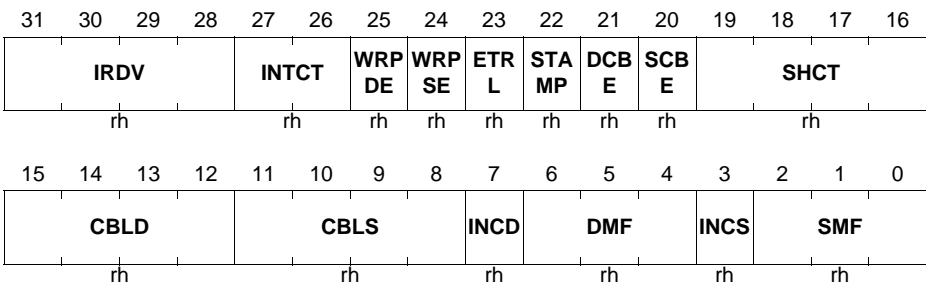 31 30 29 28 27 26 25 24 23 22 21 20 19 18 17 16
IRDV INTCT WRP DE WRP SE ETR L STA MP DCB E SCB E SHCT
rh rh rh rh rh rh rh rh rh
15 14 13 12 11 10 9 8 7 6 5 4 3 2 1 0
CBLD CBLS INCD DMF INCS SMF
rh rh rh rh rh rh